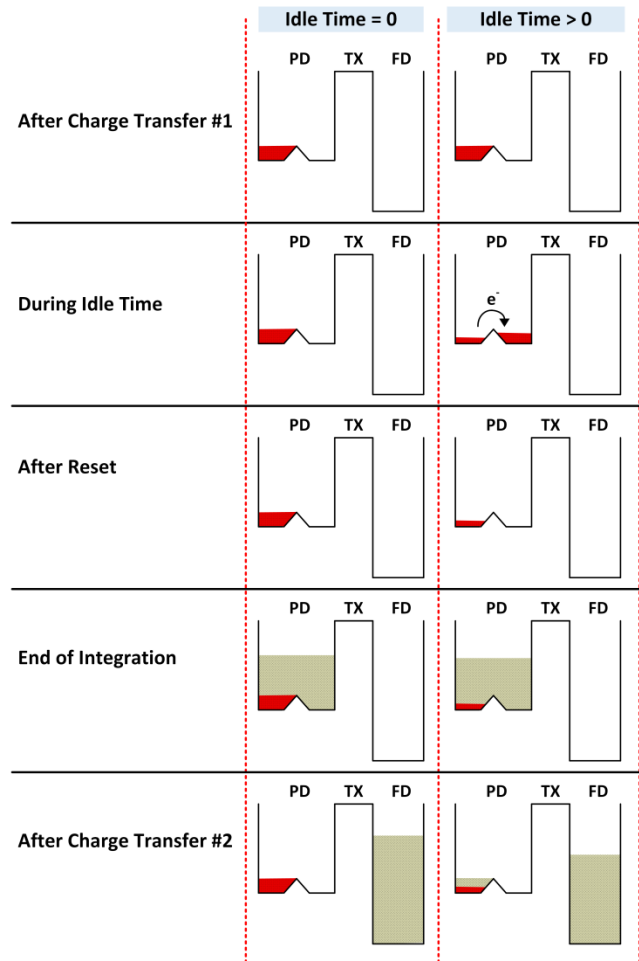 Idle Time = 0 Idle Time > 0
PD TX FD PD TX FD
After Charge Transfer #1
PD TX FD PD TX FD
During Idle Time
e-
PD TX FD PD TX FD
After Reset
PD TX FD PD TX FD
End of Integration
PD TX FD PD TX FD
After Charge Transfer #2